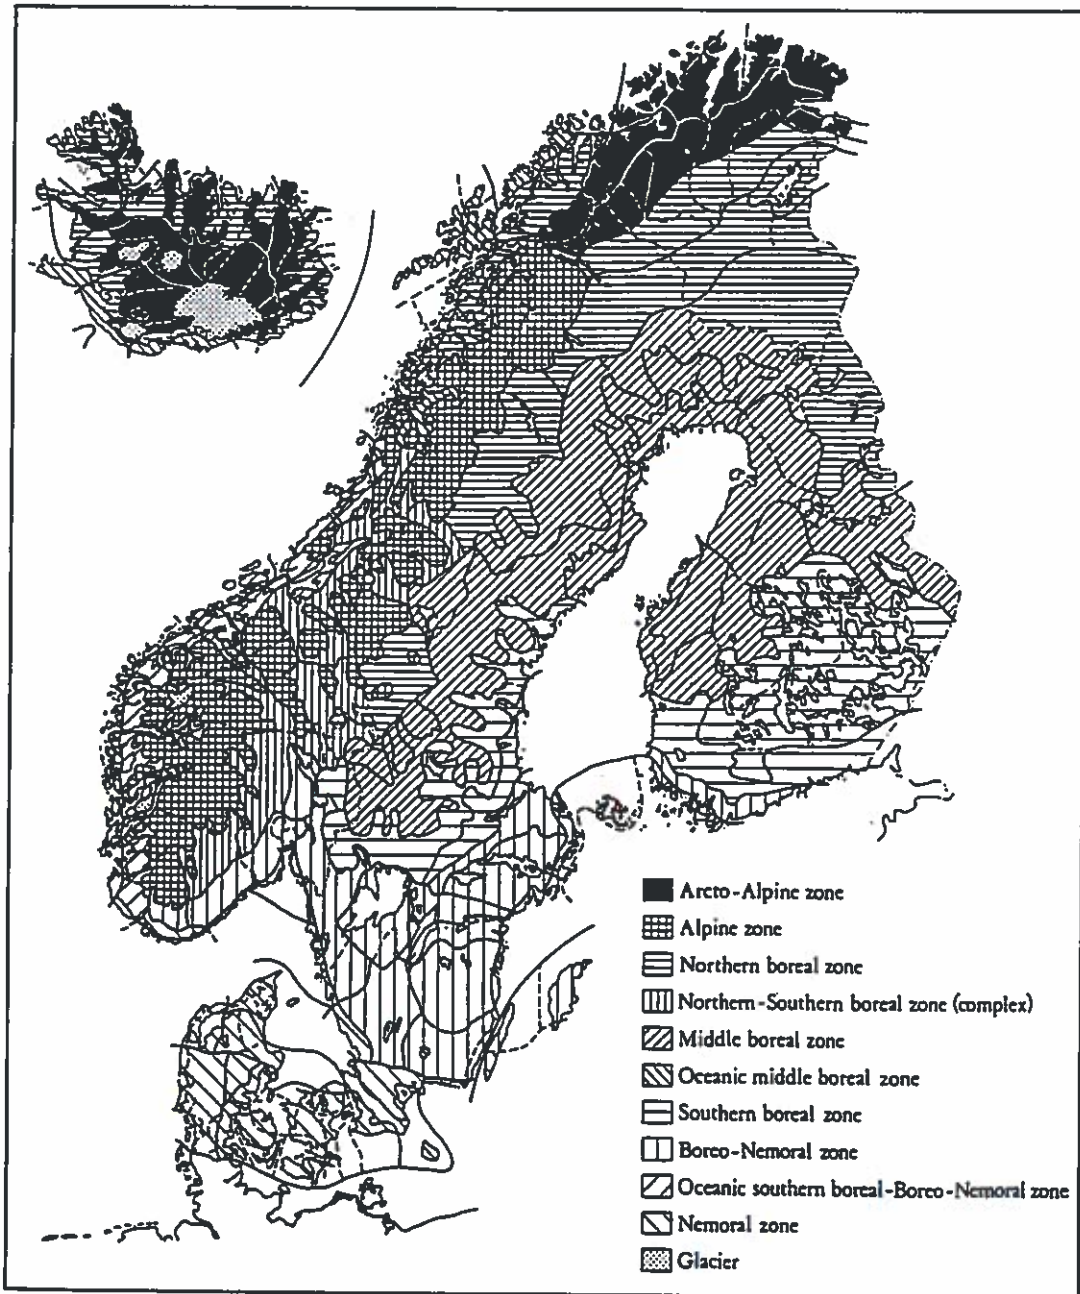 Arcto-Alpine zone
Alpine zone
Northern boreal zone
Northern-Southern boreal zone (complex)
Middle boreal zone
Oceanic middle boreal zone
Southern boreal zone
Boreo-Nemoral zone
Oceanic southern boreal-Boreo-Nemoral zone
Nemoral zone
Glacier